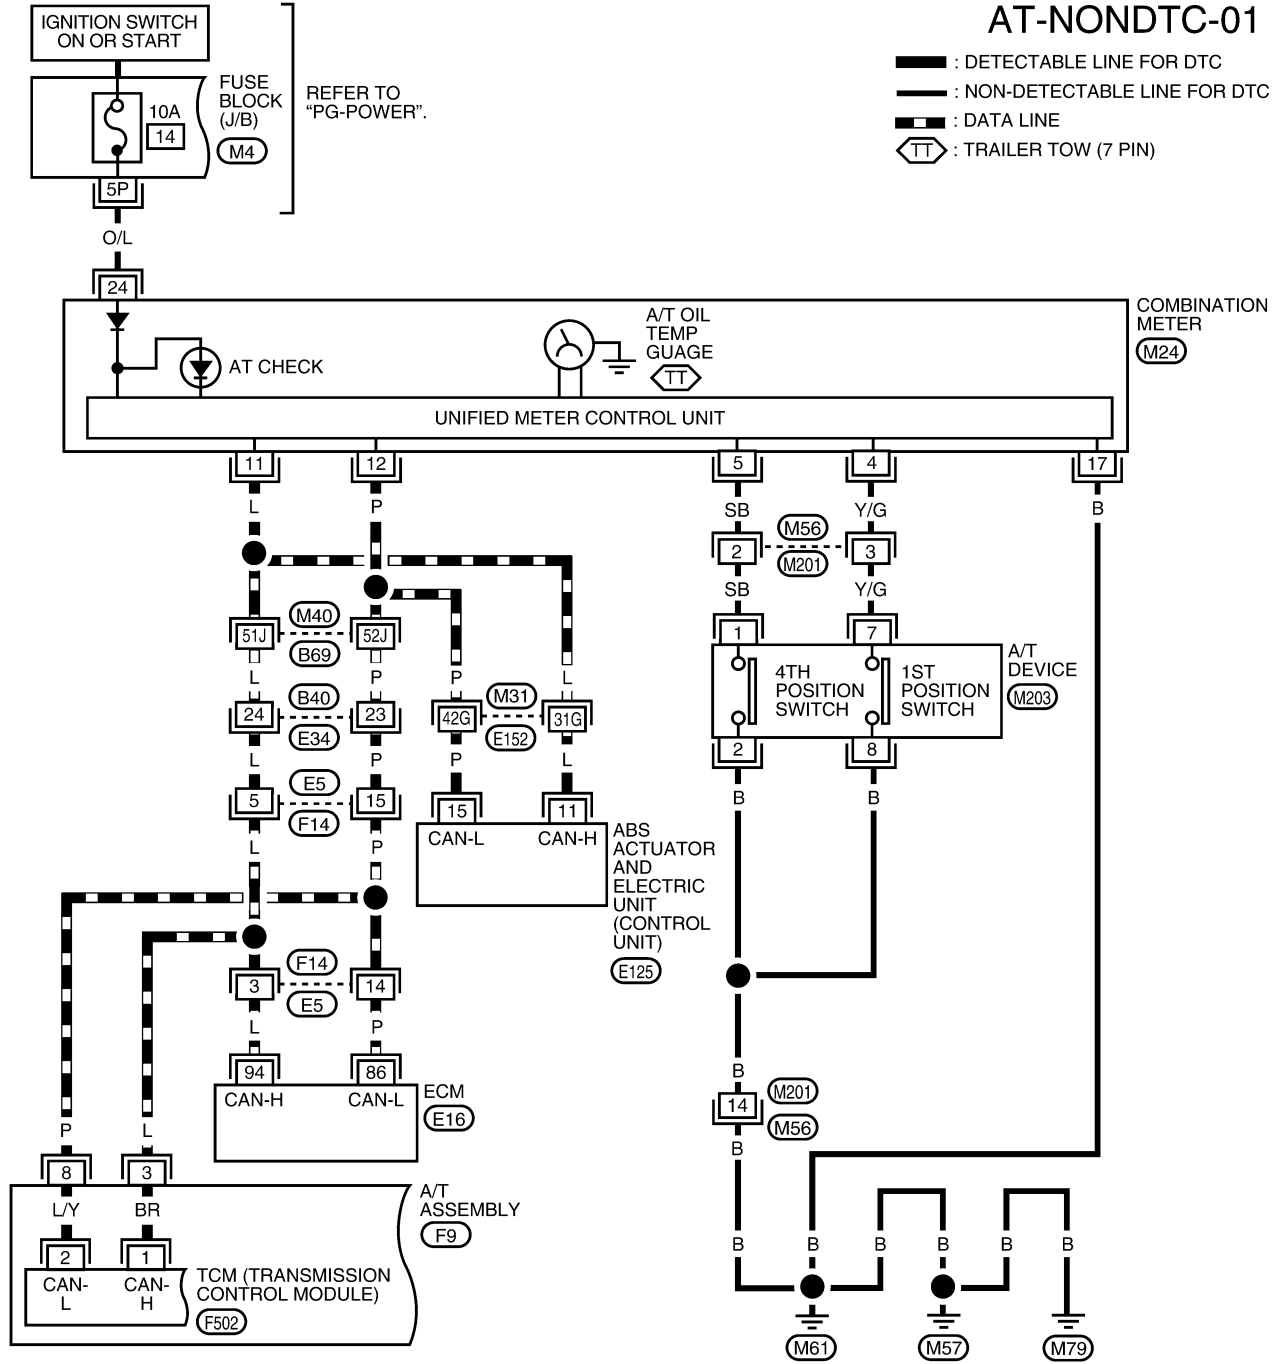 AT-NONDTC-01
IGNITION SWITCH
ON OR START
FUSE
BLOCK
(J/B)
M4
10A
14
REFER TO
“PG-POWER”.
: DETECTABLE LINE FOR DTC
: NON-DETECTABLE LINE FOR DTC
: DATA LINE
TT : TRAILER TOW (7 PIN)
5P
O/L
24
COMBINATION
METER
M24
A/T OIL
TEMP
GUAGE
TT
AT CHECK
UNIFIED METER CONTROL UNIT
11 12 5 4 17
L P SB Y/G B
M56
2 3
M201
SB Y/G
M40
51J 52J
B69
1 7
L P P L
A/T
DEVICE
M203
4TH
POSITION
SWITCH
1ST
POSITION
SWITCH
B40
24 23
E34
M31
42G 31G
E152
2 8
L P P L
B B
E5
5 15
F14
15 11
CAN-L CAN-H
ABS
ACTUATOR
AND
ELECTRIC
UNIT
(CONTROL
UNIT)
E125
L P
F14
3 14
E5
L P
94 86
CAN-H CAN-L
ECM
E16
B
M201
14
M56
B
P L
8 3
A/T
ASSEMBLY
F9
L/Y BR
2 1
CAN-
L
CAN-
H
TCM (TRANSMISSION
CONTROL MODULE)
F502
B B B B B B
M61 M57 M79